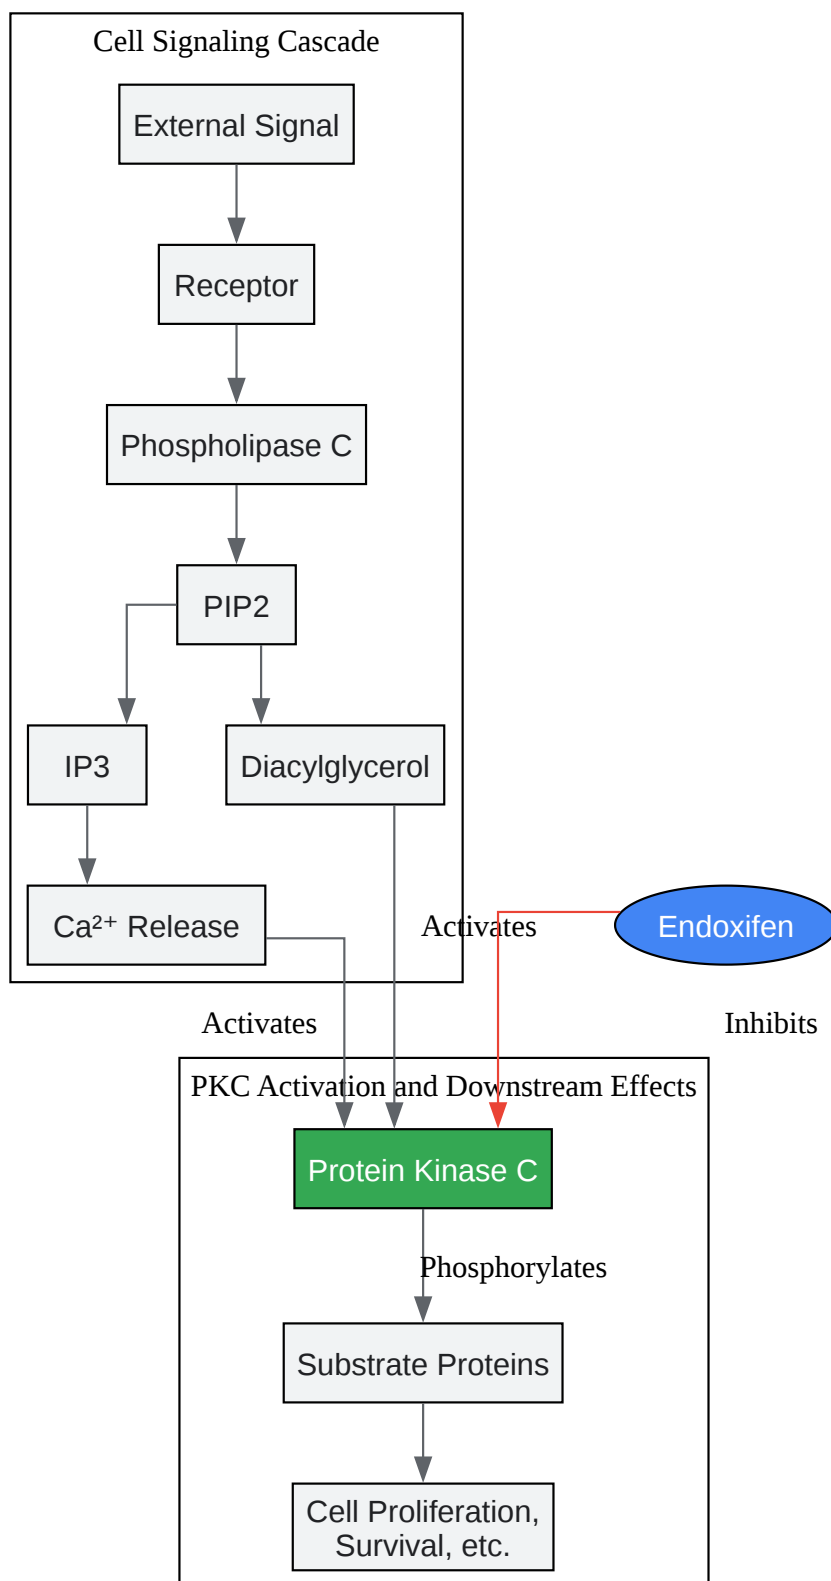 Cell Signaling Cascade
External Signal
Receptor
Phospholipase C
PIP2
IP3
Diacylglycerol
Ca²⁺ Release
Activates
Endoxifen
Activates
Inhibits
PKC Activation and Downstream Effects
Protein Kinase C
Phosphorylates
Substrate Proteins
Cell Proliferation,
Survival, etc.